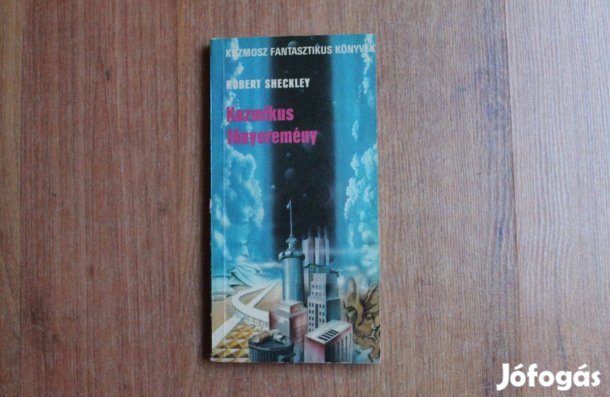 KOZMOSZ FANTASZTIKUS KÖNYVEK
ROBERT SHECKLEY
Kozmikus
főnyeremény
Jófogás